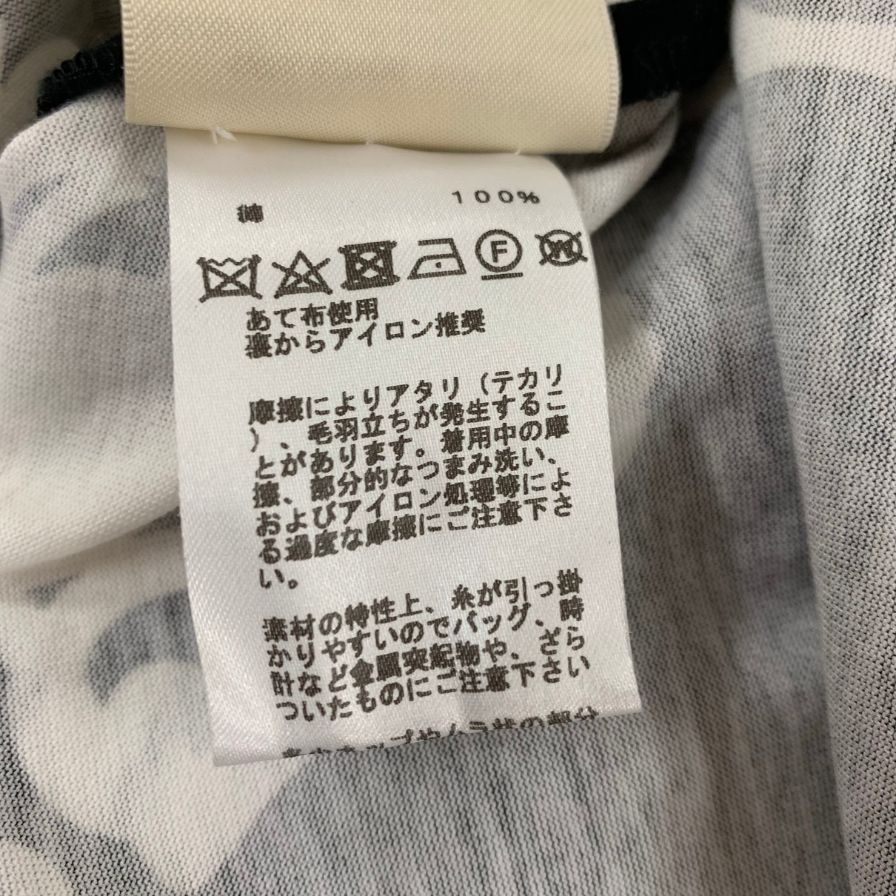 綿 100%
F W
あて布使用
裏からアイロン推奨
摩擦によりアタリ（テカリ
）、毛羽立ちが発生するこ
とがあります。着用中の摩
擦、部分的なつまみ洗い、
およびアイロン処理等によ
る過度な摩擦にご注意下さ
い。
素材の特性上、糸が引っ掛
かりやすいのでバッグ、時
計など金属突起物や、ざら
ついたものにご注意下さい